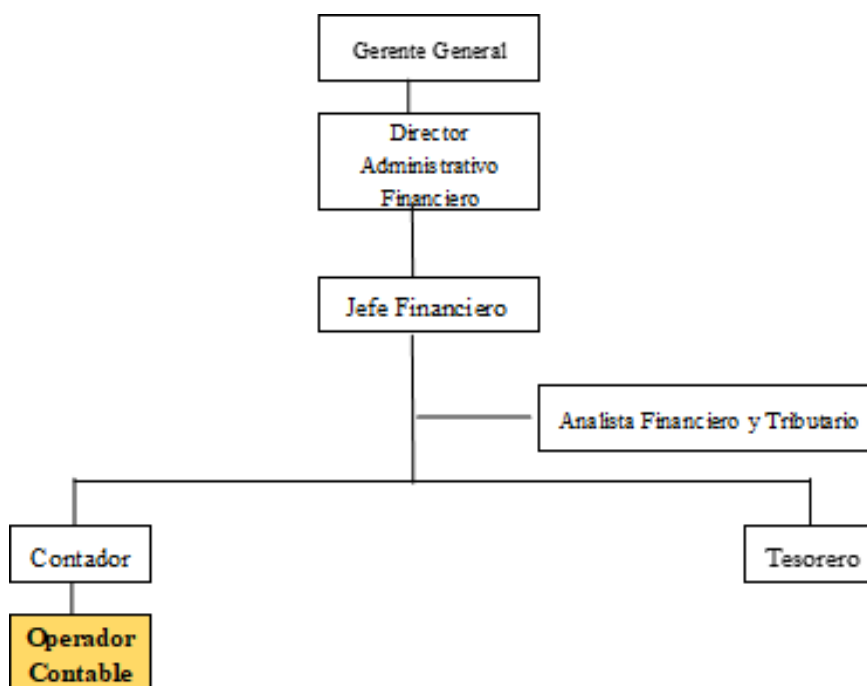 Gerente General
Director
Administrativo
Financiero
Jefe Financiero
Analista Financiero y Tributario
Contador
Tesorero
Operador
Contable